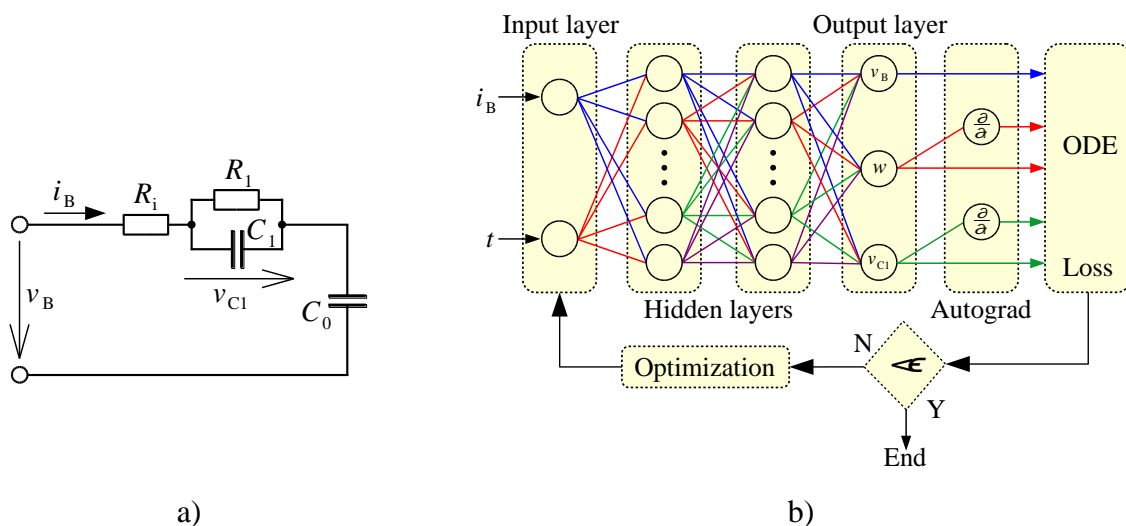 Input layer
Output layer
i_B
t
v_B
w
v_C1
∂
∂t
∂
∂t
ODE
Loss
Hidden layers
Autograd
Optimization
N
<ϵ
Y
End
i_B
R_i
R_1
C_1
v_C1
v_B
C_0
a)
b)